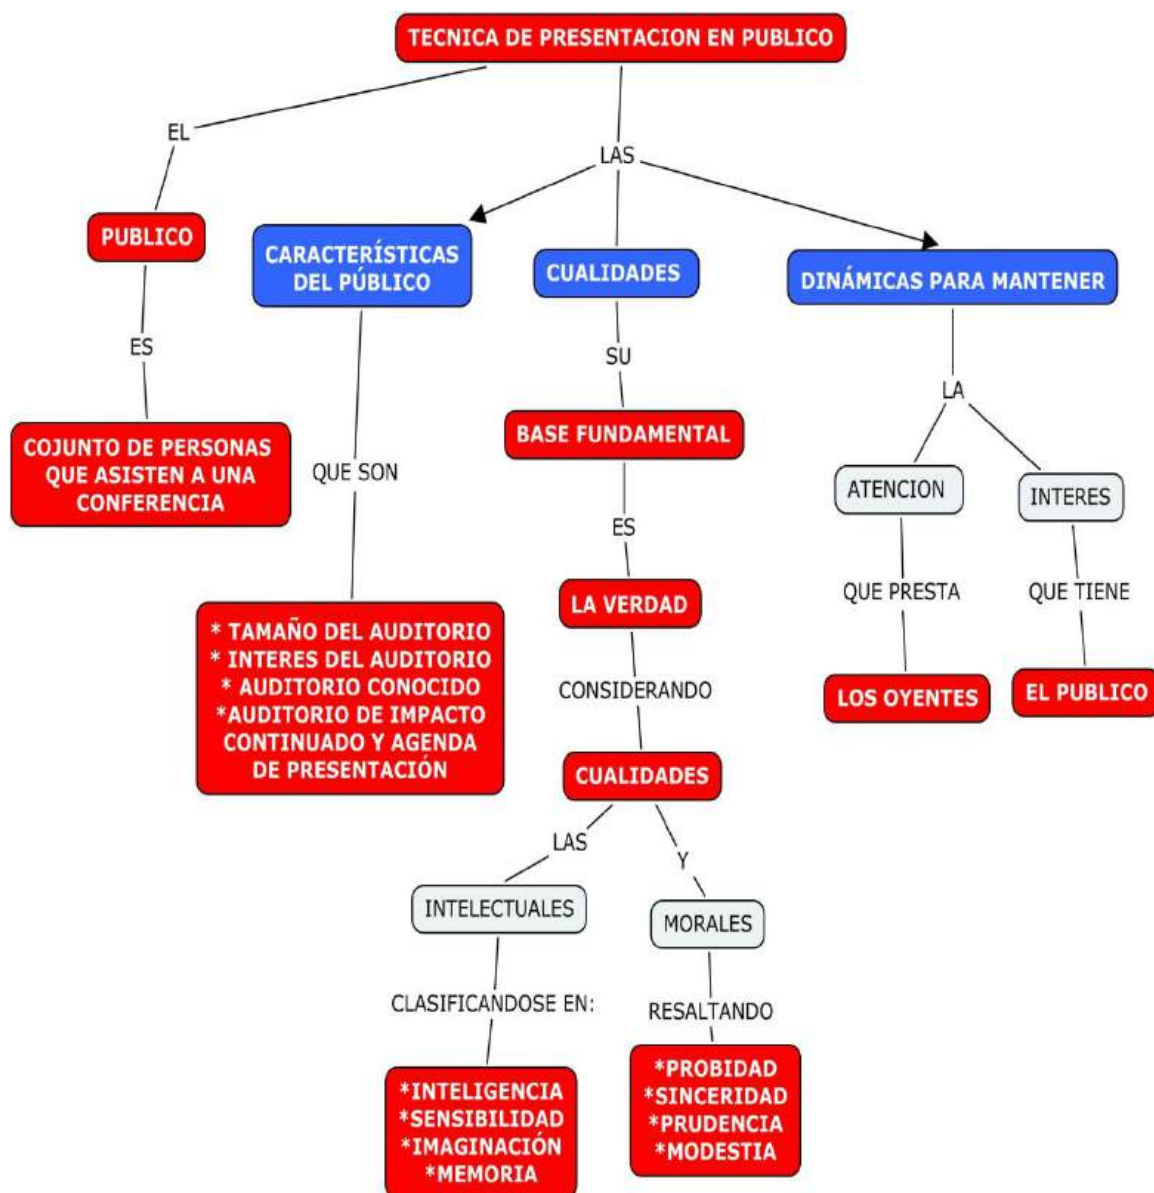 TECNICA DE PRESENTACION EN PUBLICO
EL
LAS
PUBLICO
CARACTERÍSTICAS
DEL PÚBLICO
CUALIDADES
DINÁMICAS PARA MANTENER
ES
SU
LA
COJUNTO DE PERSONAS
QUE ASISTEN A UNA
CONFERENCIA
QUE SON
BASE FUNDAMENTAL
ATENCION
INTERES
ES
QUE PRESTA
QUE TIENE
* TAMAÑO DEL AUDITORIO
* INTERES DEL AUDITORIO
* AUDITORIO CONOCIDO
*AUDITORIO DE IMPACTO
CONTINUADO Y AGENDA
DE PRESENTACIÓN
LA VERDAD
LOS OYENTES
EL PUBLICO
CONSIDERANDO
CUALIDADES
LAS
Y
INTELECTUALES
MORALES
CLASIFICANDOSE EN:
RESALTANDO
*INTELIGENCIA
*SENSIBILIDAD
*IMAGINACIÓN
*MEMORIA
*PROBIDAD
*SINCERIDAD
*PRUDENCIA
*MODESTIA